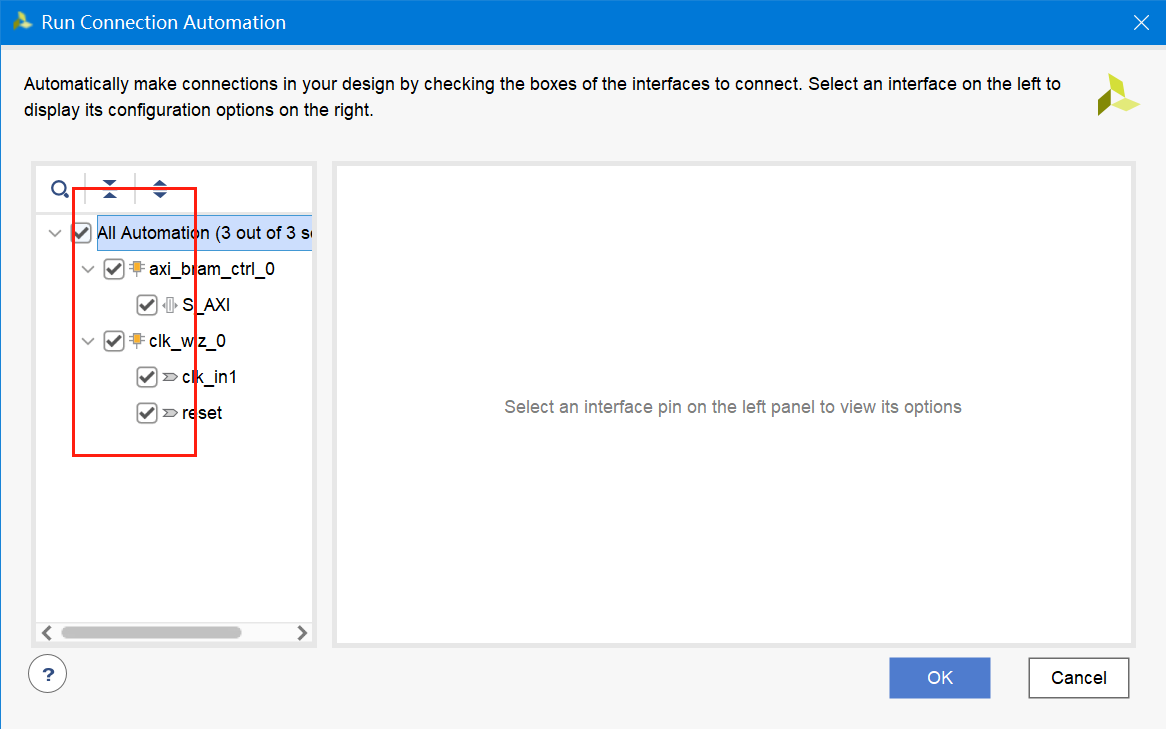 Run Connection Automation
Automatically make connections in your design by checking the boxes of the interfaces to connect. Select an interface on the left to
display its configuration options on the right.
All Automation (3 out of 3 s
axi_bram_ctrl_0
S_AXI
clk_wiz_0
clk_in1
reset
Select an interface pin on the left panel to view its options
?
OK
Cancel